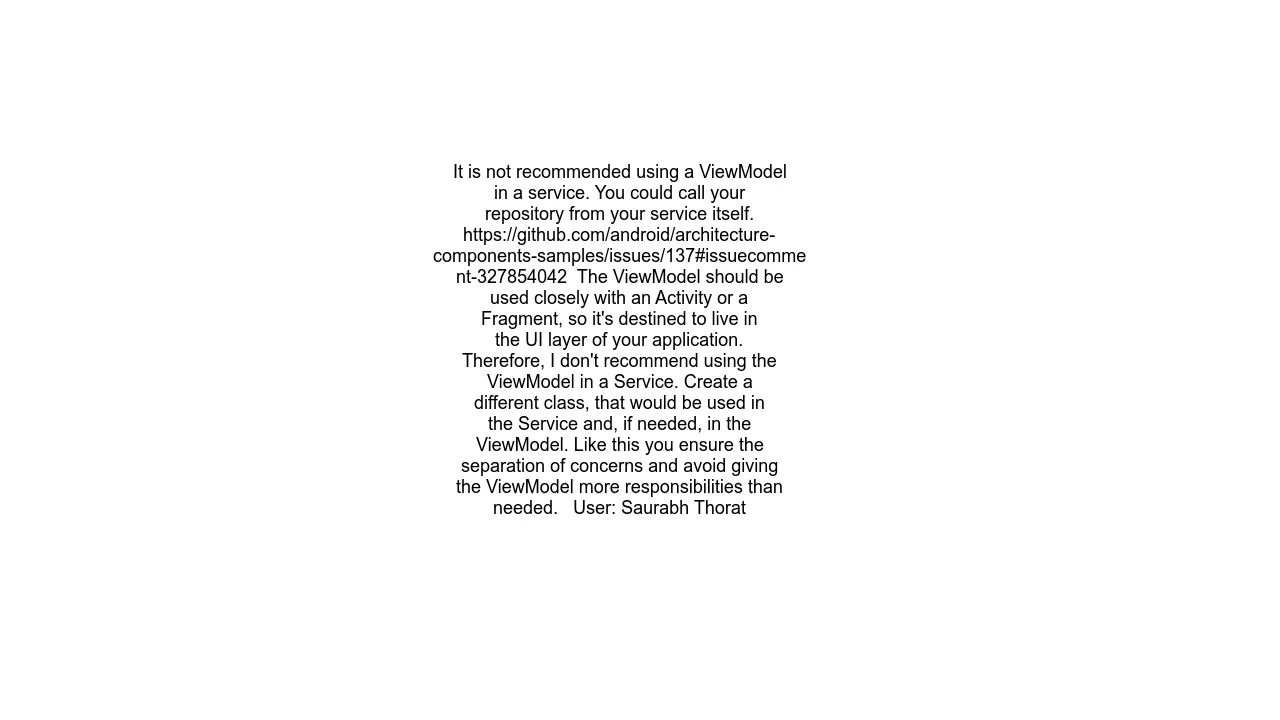 It is not recommended using a ViewModel
in a service. You could call your
repository from your service itself.
https://github.com/android/architecture-
components-samples/issues/137#issuecomme
nt-327854042  The ViewModel should be
used closely with an Activity or a
Fragment, so it's destined to live in
the UI layer of your application.
Therefore, I don't recommend using the
ViewModel in a Service. Create a
different class, that would be used in
the Service and, if needed, in the
ViewModel. Like this you ensure the
separation of concerns and avoid giving
the ViewModel more responsibilities than
needed.   User: Saurabh Thorat